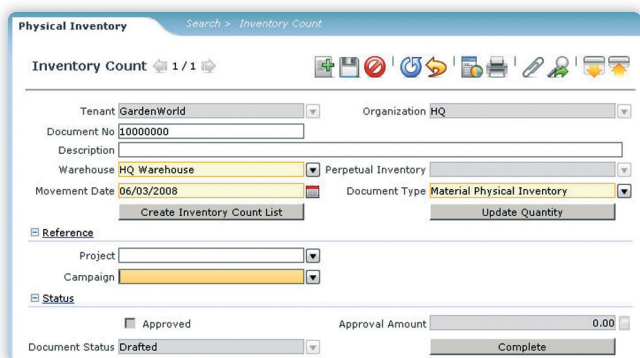 Physical Inventory Search > Inventory Count
Inventory Count 1 / 1
Tenant GardenWorld Organization HQ
Document No 10000000
Description
Warehouse HQ Warehouse Perpetual Inventory
Movement Date 06/03/2008 Document Type Material Physical Inventory
Create Inventory Count List Update Quantity
Reference
Project
Campaign
Status
Approved Approval Amount 0.00
Document Status Drafted Complete